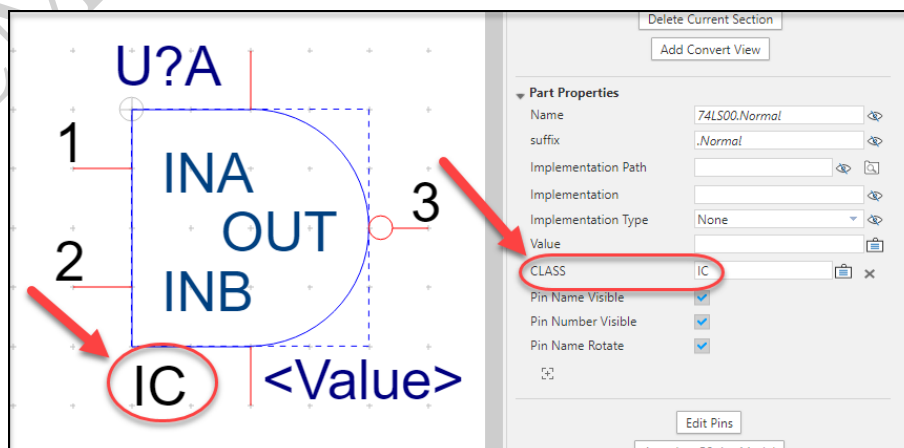 U?A
1
INA
OUT
3
2
INB
IC
<Value>
Delete Current Section
Add Convert View
Part Properties
Name 74LS00.Normal
suffix .Normal
Implementation Path
Implementation
Implementation Type None
Value
CLASS IC
Pin Name Visible
Pin Number Visible
Pin Name Rotate
Edit Pins